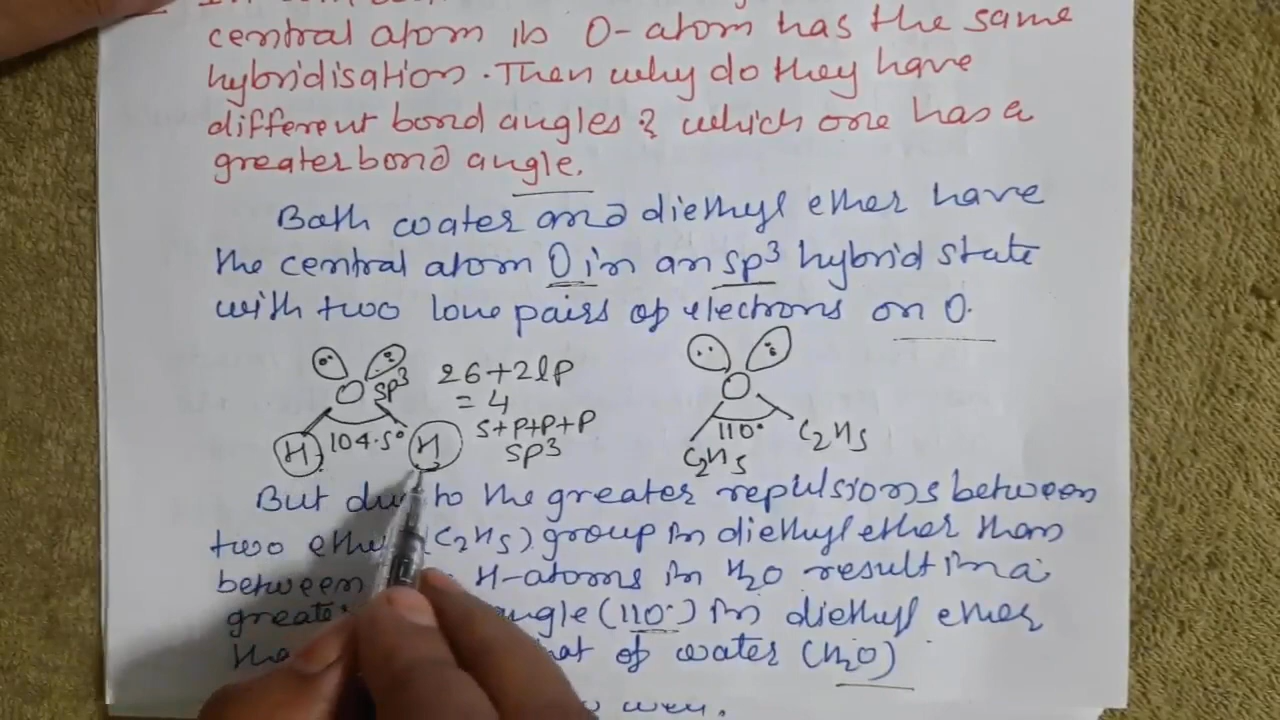 central atom is O-atom has the same
hybridisation. Then why do they have
different bond angles? which one has a
greater bond angle.
Both water and diethyl ether have
the central atom O in an sp³ hybrid state
with two lone pairs of electrons on O.
O sp³
H 104.5° H
2b+2lp
= 4
s+p+p+p
sp³
O
110°
C₂H₅ C₂H₅
But due to the greater repulsions between
two ethyl (C₂H₅) group in diethyl ether than
between H-atoms in H₂O result in a
greater angle (110°) in diethyl ether
that of water (H₂O)